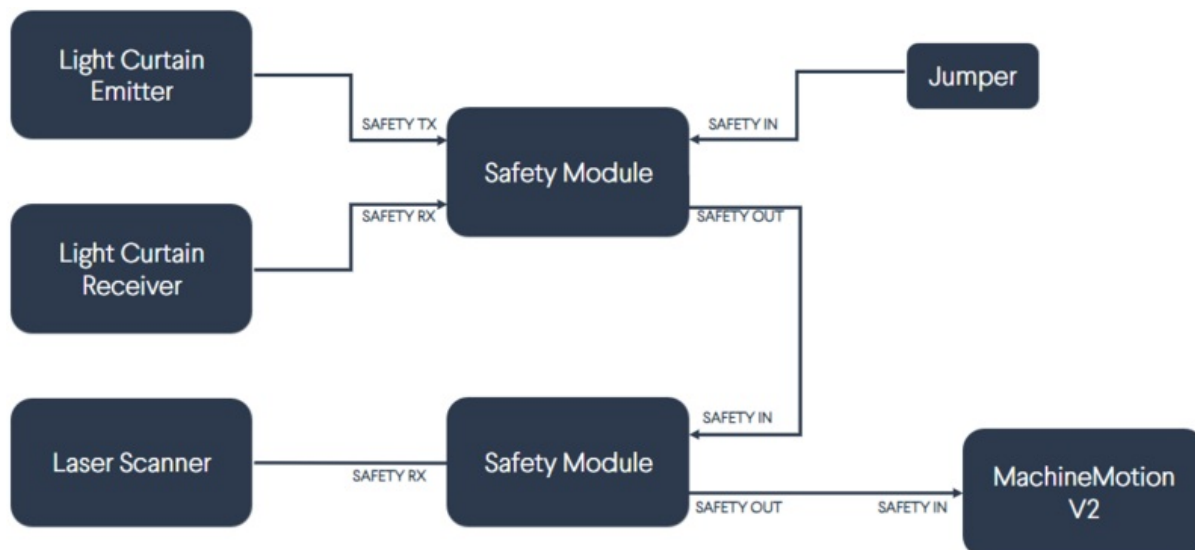 Light Curtain
Emitter
Jumper
SAFETY TX
SAFETY IN
Safety Module
SAFETY RX
SAFETY OUT
Light Curtain
Receiver
SAFETY IN
Laser Scanner
Safety Module
SAFETY RX
SAFETY OUT
SAFETY IN
MachineMotion
V2